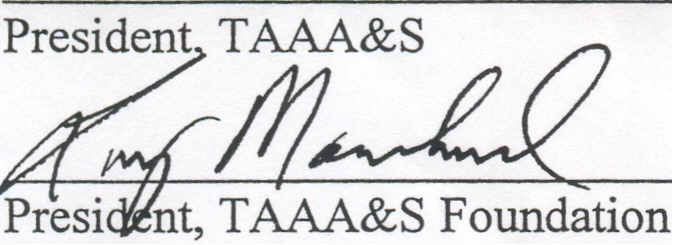 President, TAAA&S
President, TAAA&S Foundation